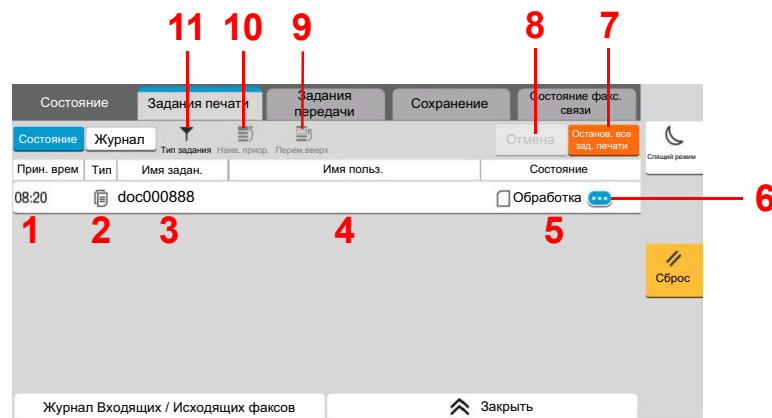 11 10 9 8 7
Состояние Задания печати Задания передачи Сохранение Состояние факс. связи
Состояние Журнал Тип задания Наив. приор. Перем.вверх Отмена Останов. все зад. печати Спящий режим
Прин. врем Тип Имя задан. Имя польз. Состояние
08:20 doc000888 Обработка 6
1 2 3 4 5
Сброс
Журнал Входящих / Исходящих факсов Закрыть